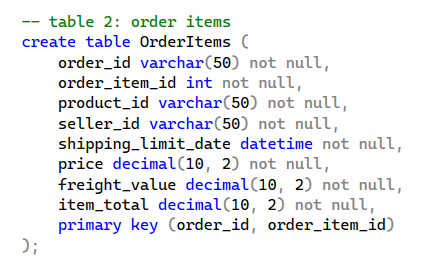 -- table 2: order items
create table OrderItems (
    order_id varchar(50) not null,
    order_item_id int not null,
    product_id varchar(50) not null,
    seller_id varchar(50) not null,
    shipping_limit_date datetime not null,
    price decimal(10, 2) not null,
    freight_value decimal(10, 2) not null,
    item_total decimal(10, 2) not null,
    primary key (order_id, order_item_id)
);